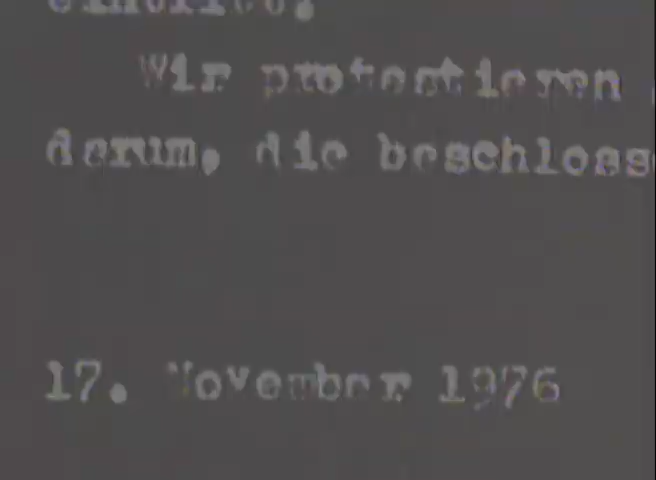 Wir protestieren
darum, die beschloss
17. November 1976